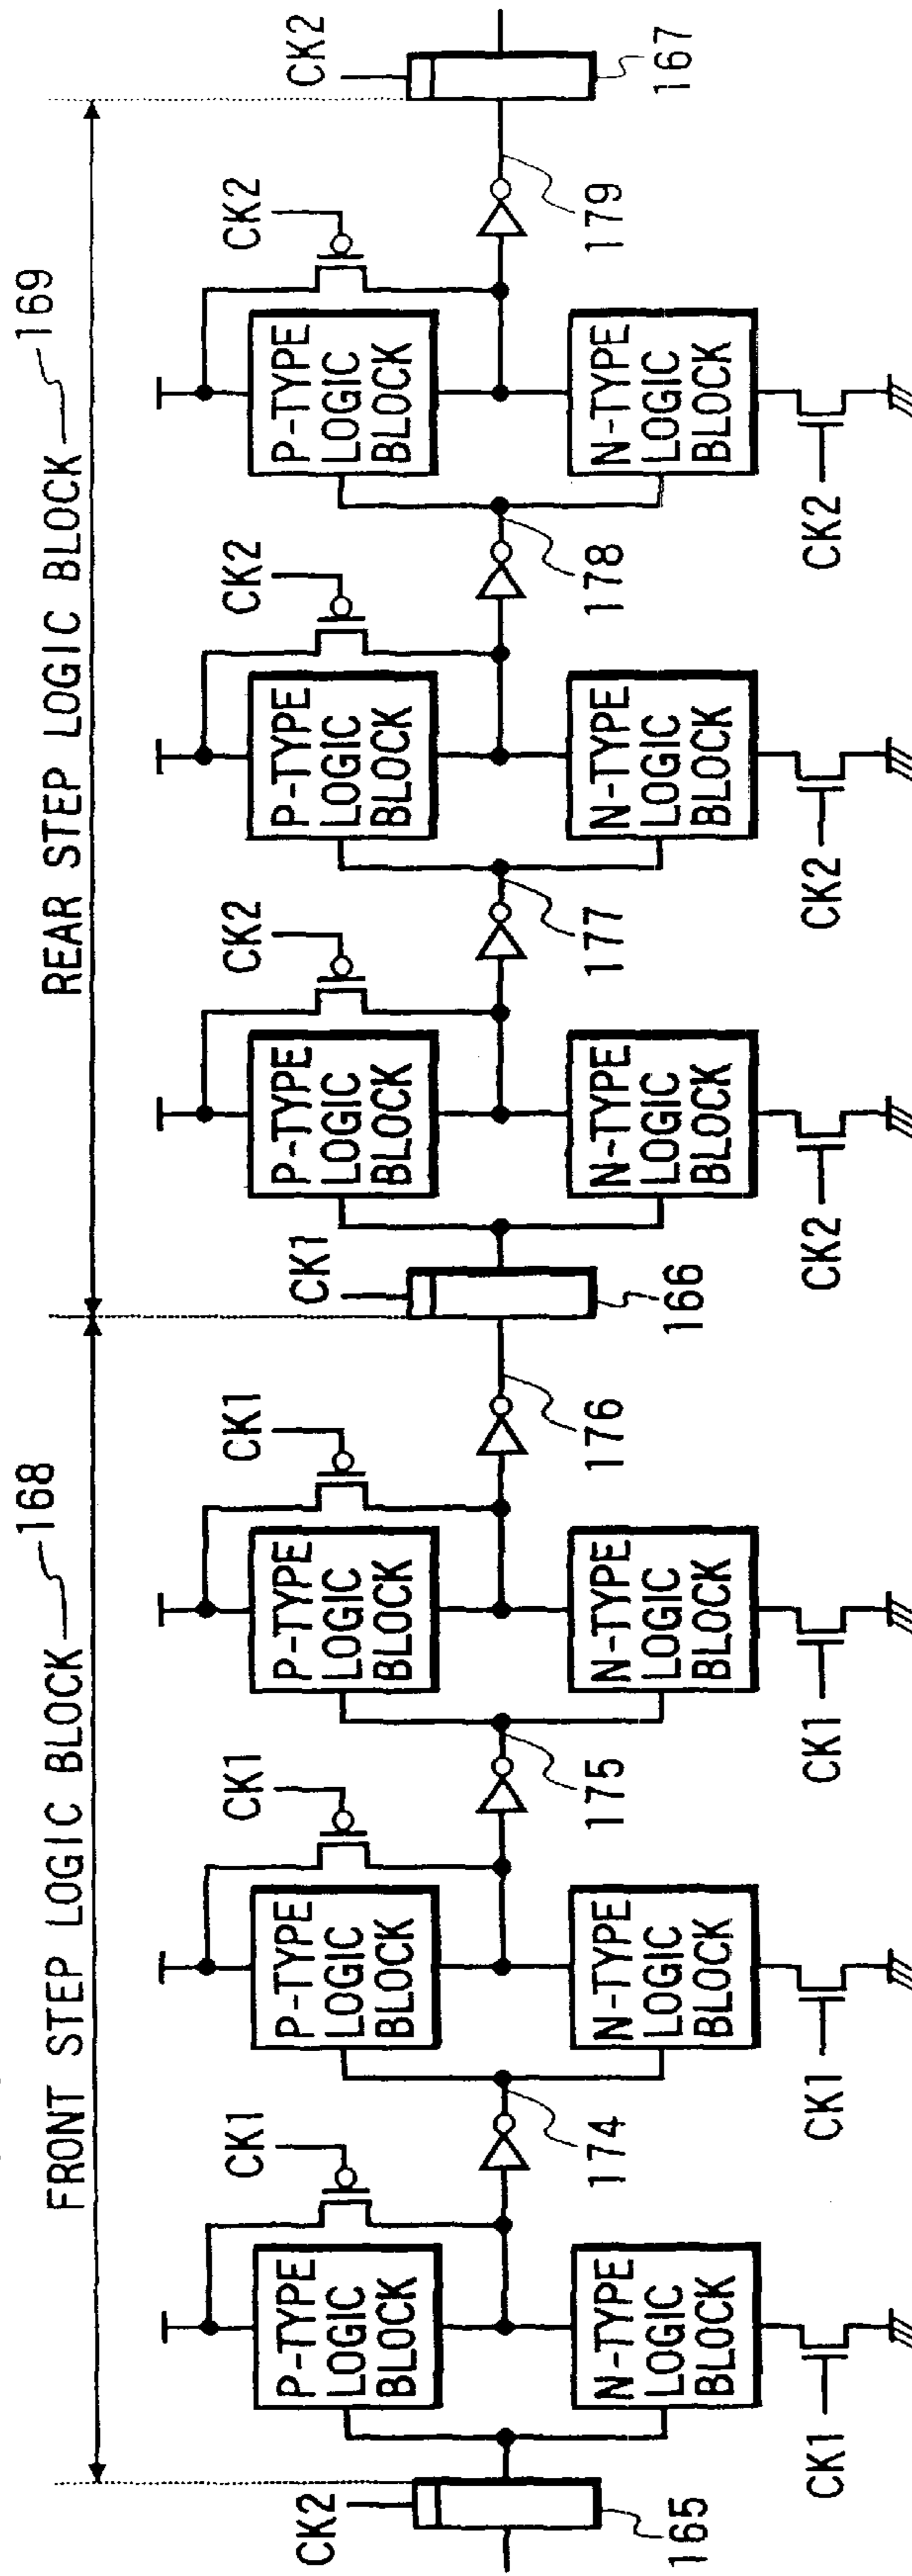 FRONT STEP LOGIC BLOCK 168
REAR STEP LOGIC BLOCK 169
CK2
CK1
CK1
CK1
CK1
CK2
CK2
CK2
CK2
P-TYPE
LOGIC
BLOCK
P-TYPE
LOGIC
BLOCK
P-TYPE
LOGIC
BLOCK
P-TYPE
LOGIC
BLOCK
P-TYPE
LOGIC
BLOCK
P-TYPE
LOGIC
BLOCK
165
174
175
176
166
177
178
179
167
N-TYPE
LOGIC
BLOCK
N-TYPE
LOGIC
BLOCK
N-TYPE
LOGIC
BLOCK
N-TYPE
LOGIC
BLOCK
N-TYPE
LOGIC
BLOCK
N-TYPE
LOGIC
BLOCK
CK1
CK1
CK1
CK2
CK2
CK2